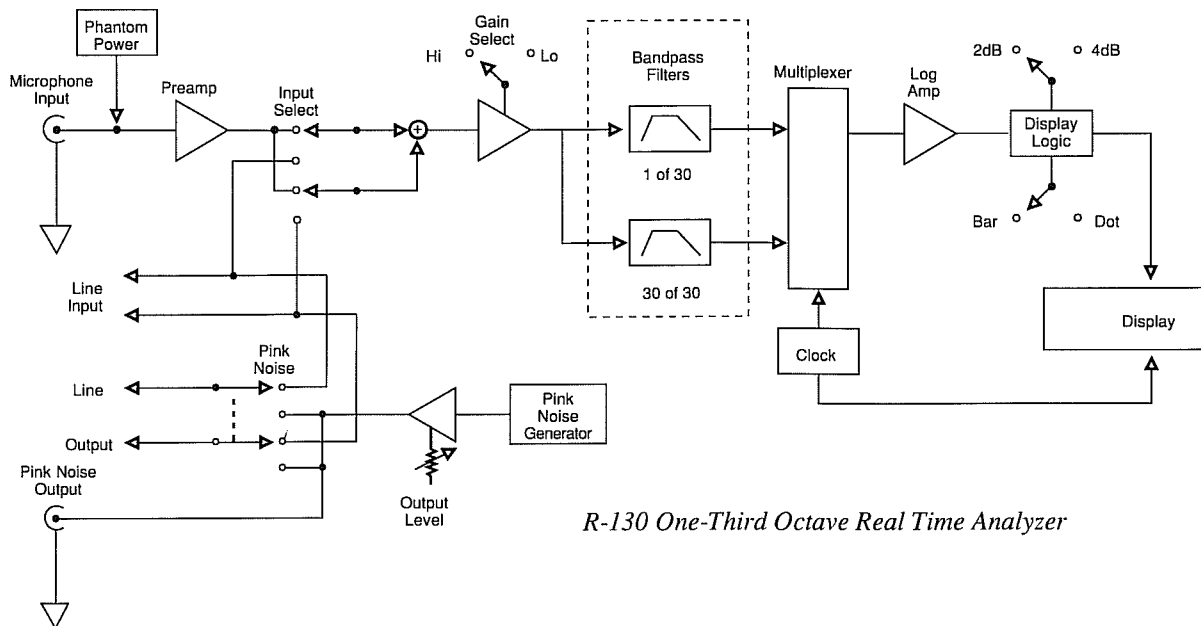 Phantom
Power
Microphone
Input
Preamp
Input
Select
Gain
Select
Hi
Lo
Bandpass
Filters
1 of 30
30 of 30
Multiplexer
Clock
Log
Amp
2dB
4dB
Display
Logic
Bar
Dot
Display
Line
Input
Pink
Noise
Line
Output
Pink
Noise
Generator
Output
Level
Pink Noise
Output
R-130 One-Third Octave Real Time Analyzer